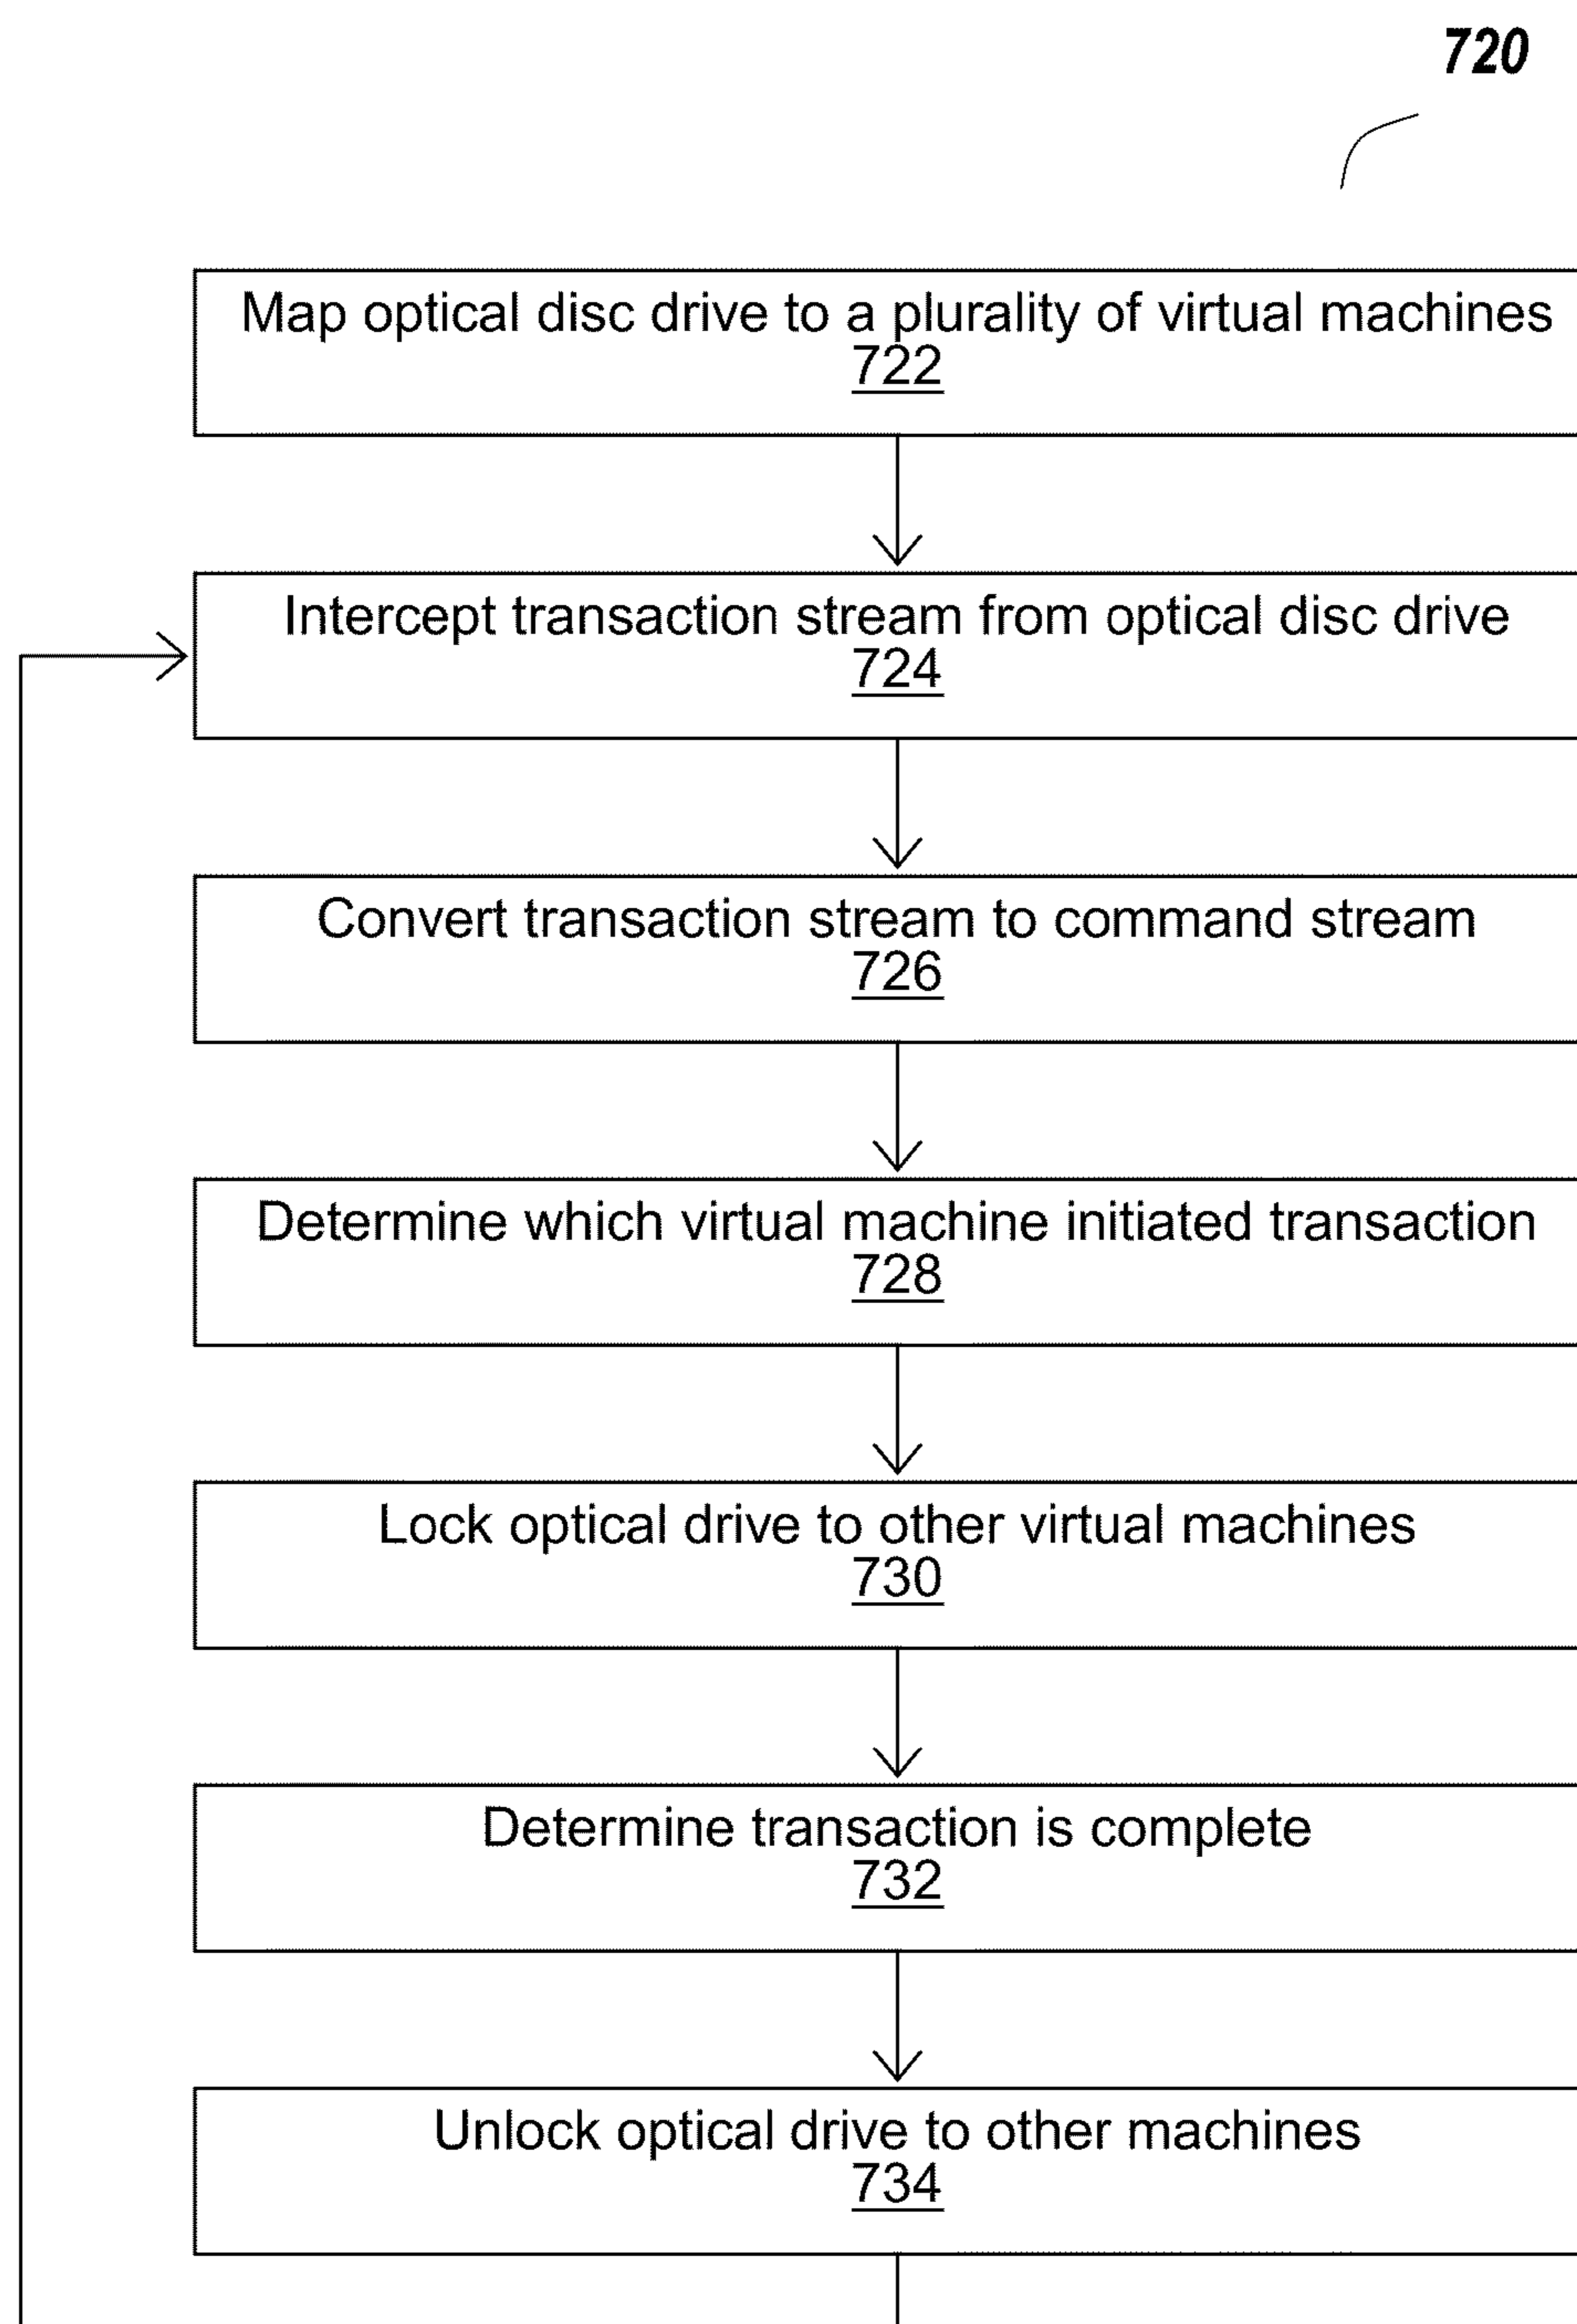 720
Map optical disc drive to a plurality of virtual machines
722
Intercept transaction stream from optical disc drive
724
Convert transaction stream to command stream
726
Determine which virtual machine initiated transaction
728
Lock optical drive to other virtual machines
730
Determine transaction is complete
732
Unlock optical drive to other machines
734